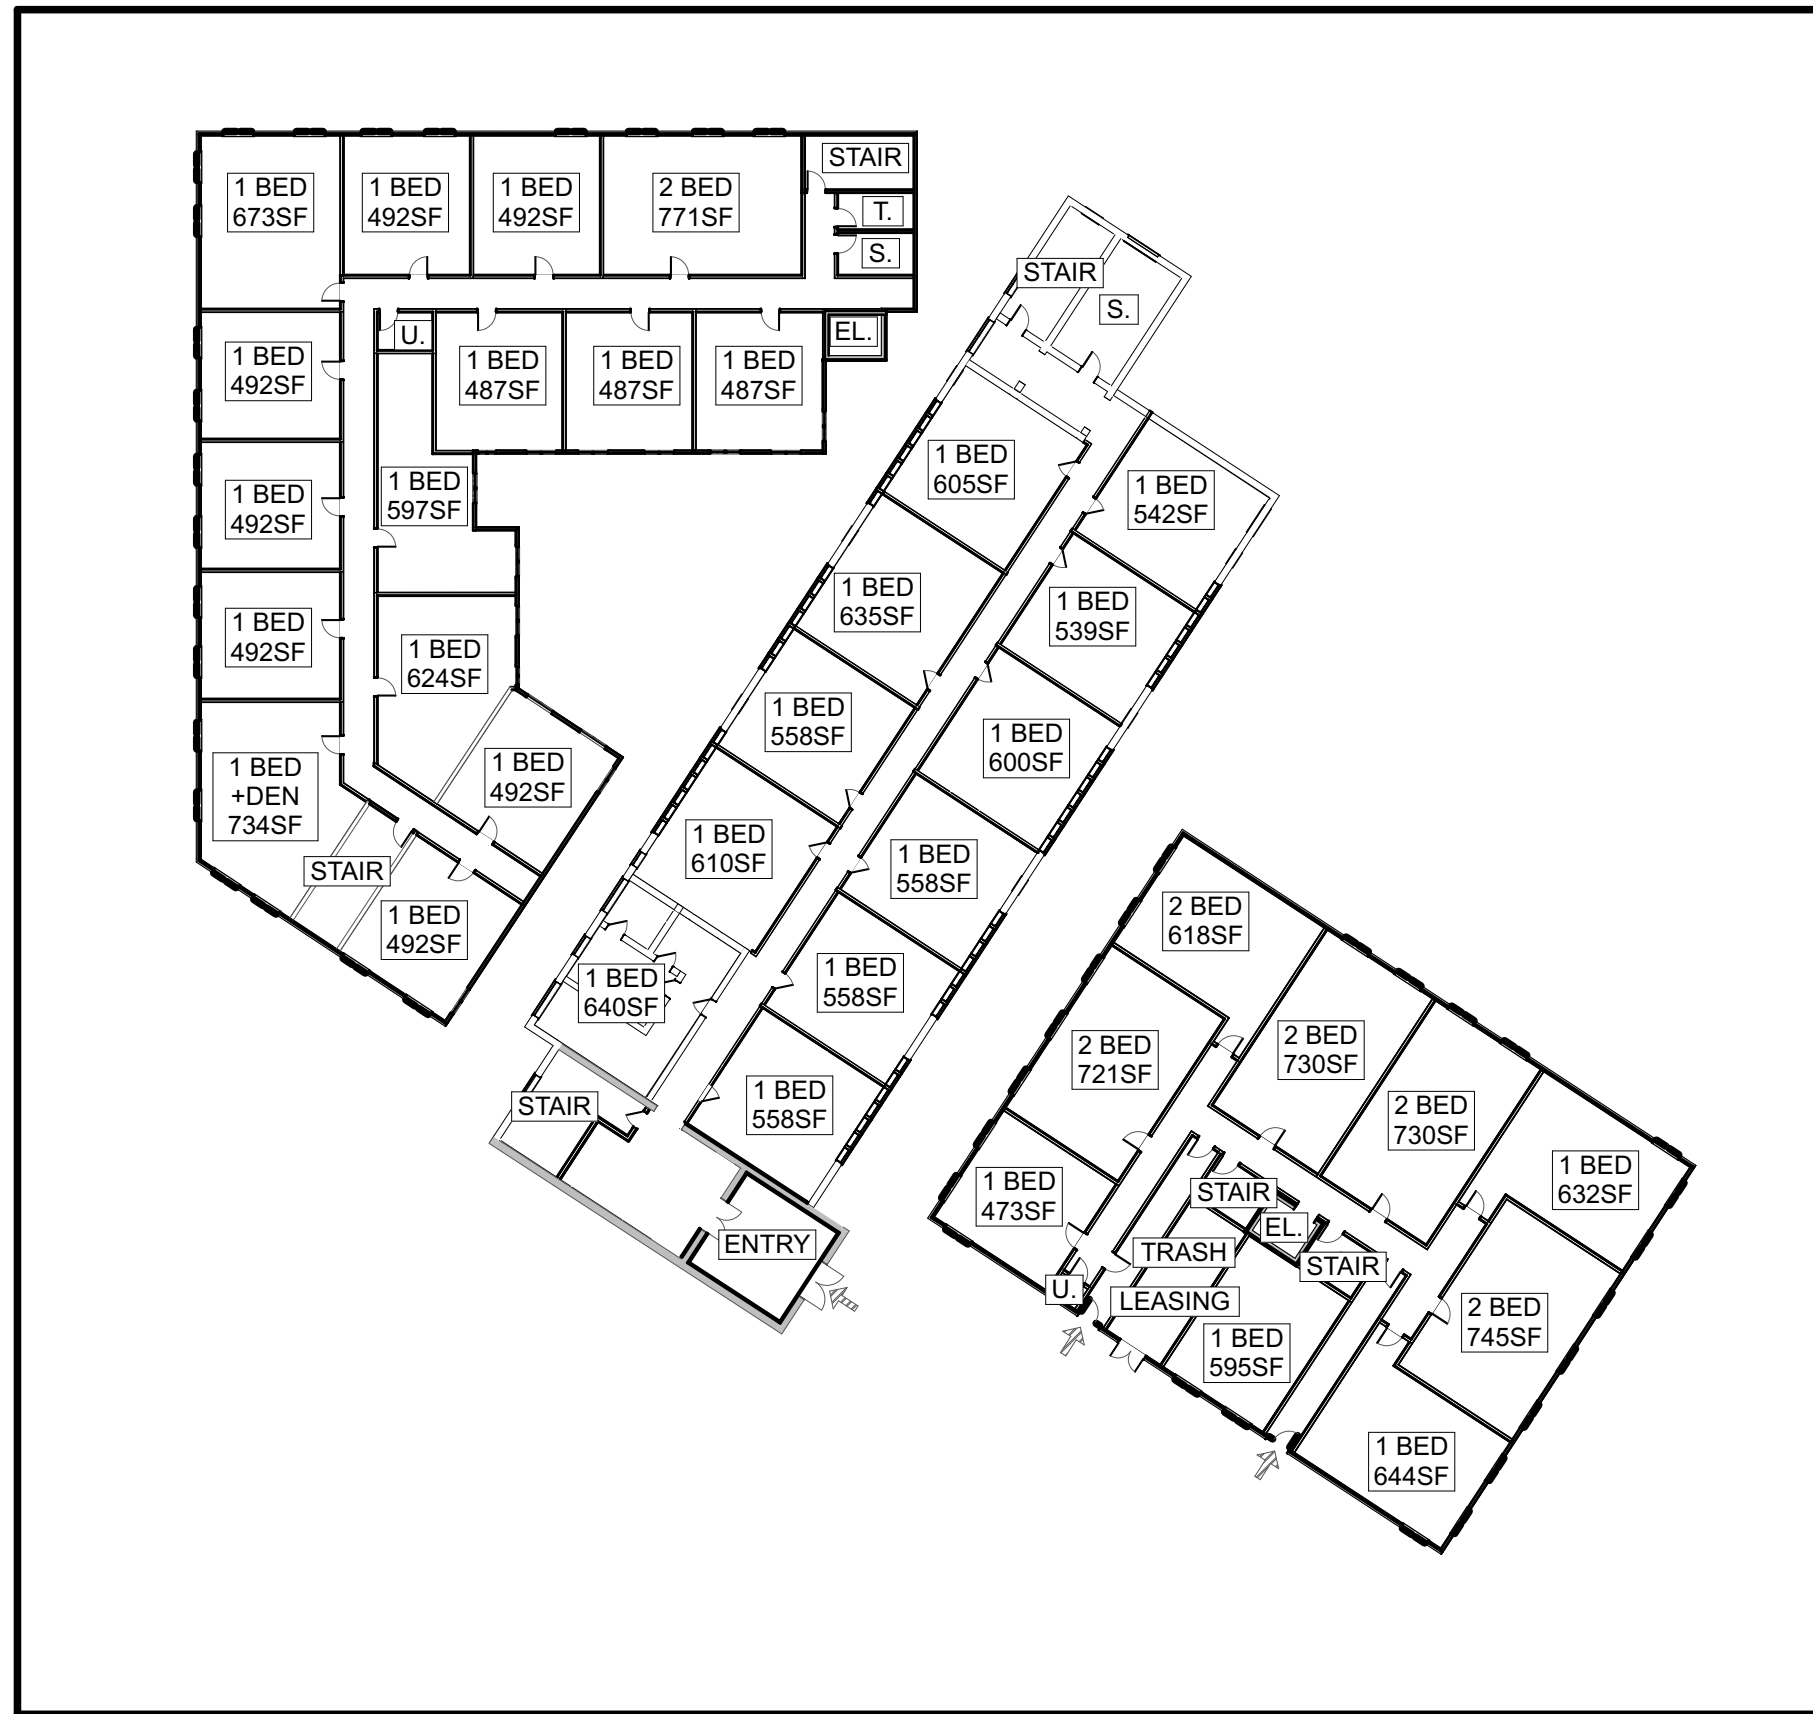 1 BED
673SF
1 BED
492SF
1 BED
492SF
2 BED
771SF
STAIR
T.
S.
1 BED
492SF
U.
1 BED
487SF
1 BED
487SF
1 BED
487SF
EL.
1 BED
492SF
1 BED
597SF
1 BED
492SF
1 BED
624SF
1 BED
+DEN
734SF
1 BED
492SF
STAIR
1 BED
492SF
STAIR
S.
1 BED
605SF
1 BED
542SF
1 BED
635SF
1 BED
539SF
1 BED
558SF
1 BED
600SF
1 BED
610SF
1 BED
558SF
1 BED
640SF
1 BED
558SF
STAIR
1 BED
558SF
ENTRY
2 BED
618SF
2 BED
721SF
2 BED
730SF
2 BED
730SF
1 BED
632SF
1 BED
473SF
STAIR
EL.
TRASH
STAIR
U.
LEASING
1 BED
595SF
2 BED
745SF
1 BED
644SF